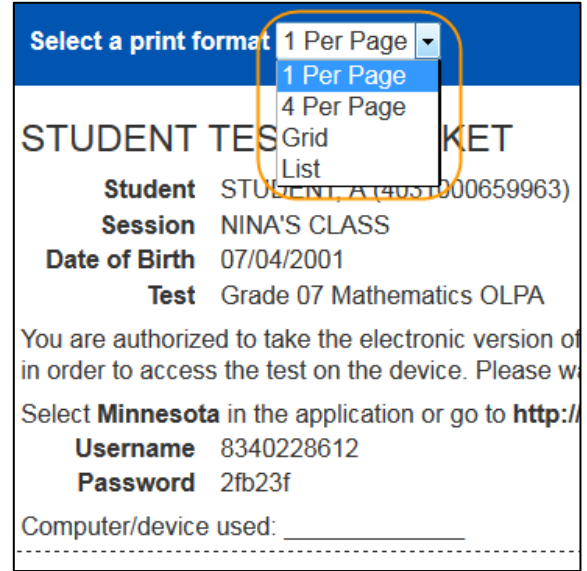 Select a print format 1 Per Page
1 Per Page
4 Per Page
Grid
List
STUDENT TES KET
Student STUDENT, A (4031000659963)
Session NINA'S CLASS
Date of Birth 07/04/2001
Test Grade 07 Mathematics OLPA
You are authorized to take the electronic version of
in order to access the test on the device. Please wa
Select Minnesota in the application or go to http://
Username 8340228612
Password 2fb23f
Computer/device used: _______________